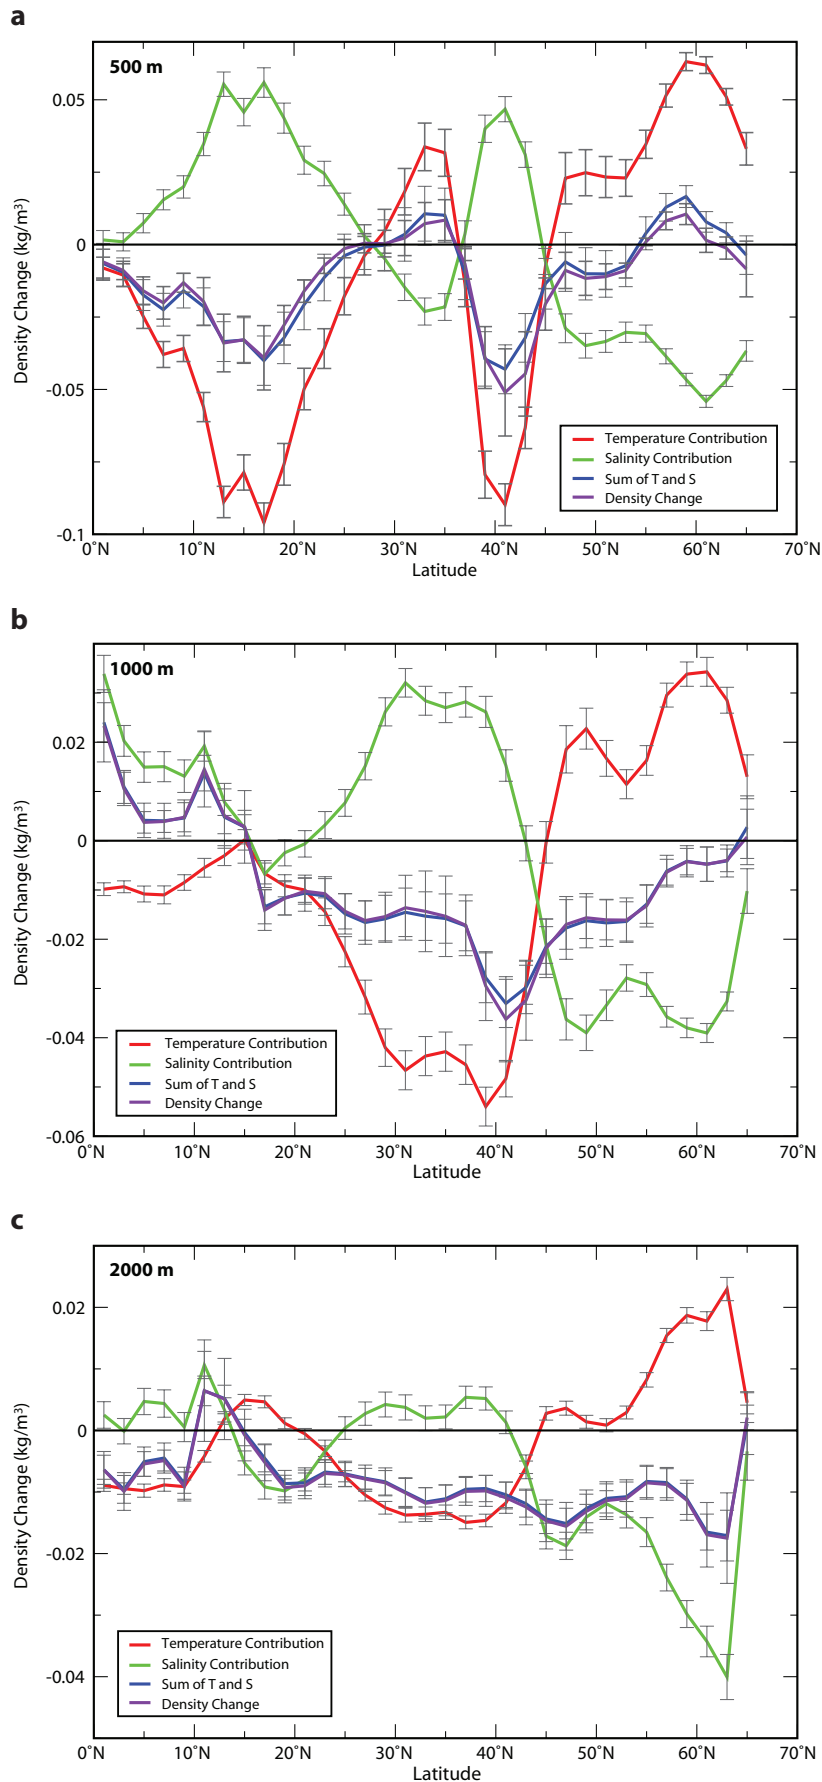 a
500 m
0.05
0
-0.05
-0.1
Density Change (kg/m³)
Temperature Contribution
Salinity Contribution
Sum of T and S
Density Change
0˚N 10˚N 20˚N 30˚N 40˚N 50˚N 60˚N 70˚N
Latitude
b
1000 m
0.02
0
-0.02
-0.04
-0.06
Density Change (kg/m³)
Temperature Contribution
Salinity Contribution
Sum of T and S
Density Change
0˚N 10˚N 20˚N 30˚N 40˚N 50˚N 60˚N 70˚N
Latitude
c
2000 m
0.02
0
-0.02
-0.04
Density Change (kg/m³)
Temperature Contribution
Salinity Contribution
Sum of T and S
Density Change
0˚N 10˚N 20˚N 30˚N 40˚N 50˚N 60˚N 70˚N
Latitude